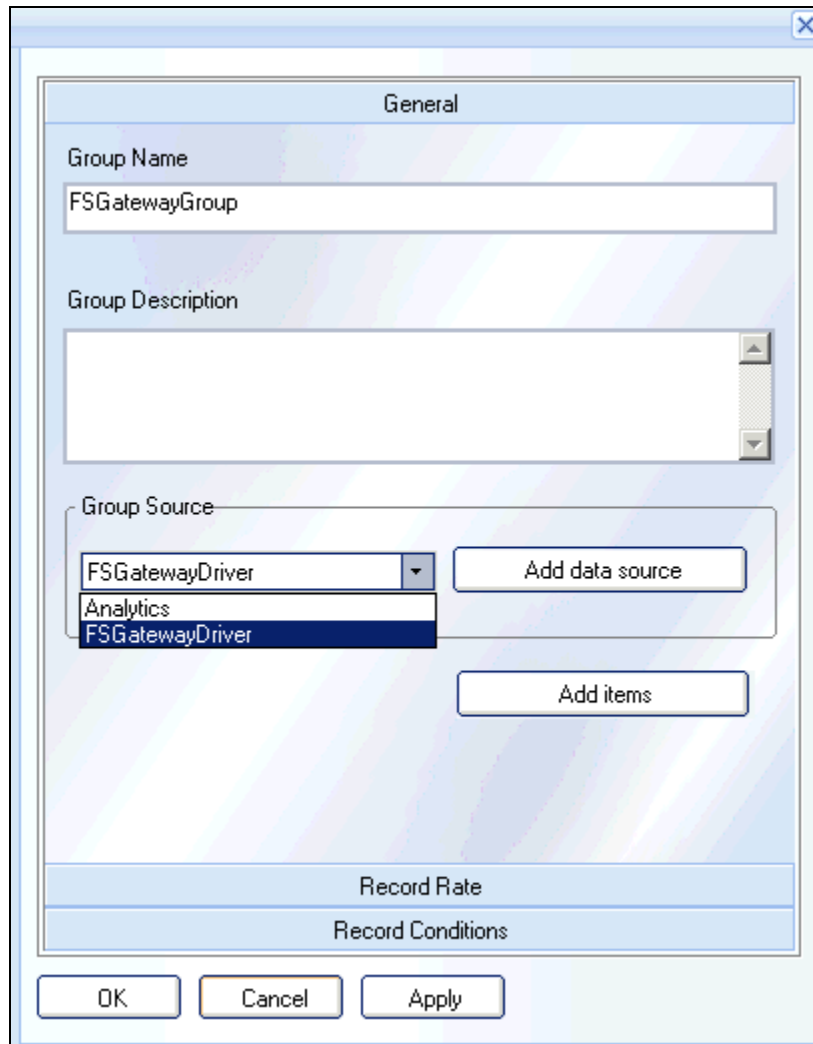 General
Group Name
FSGatewayGroup
Group Description
Group Source
FSGatewayDriver
Add data source
Analytics
FSGatewayDriver
Add items
Record Rate
Record Conditions
OK Cancel Apply